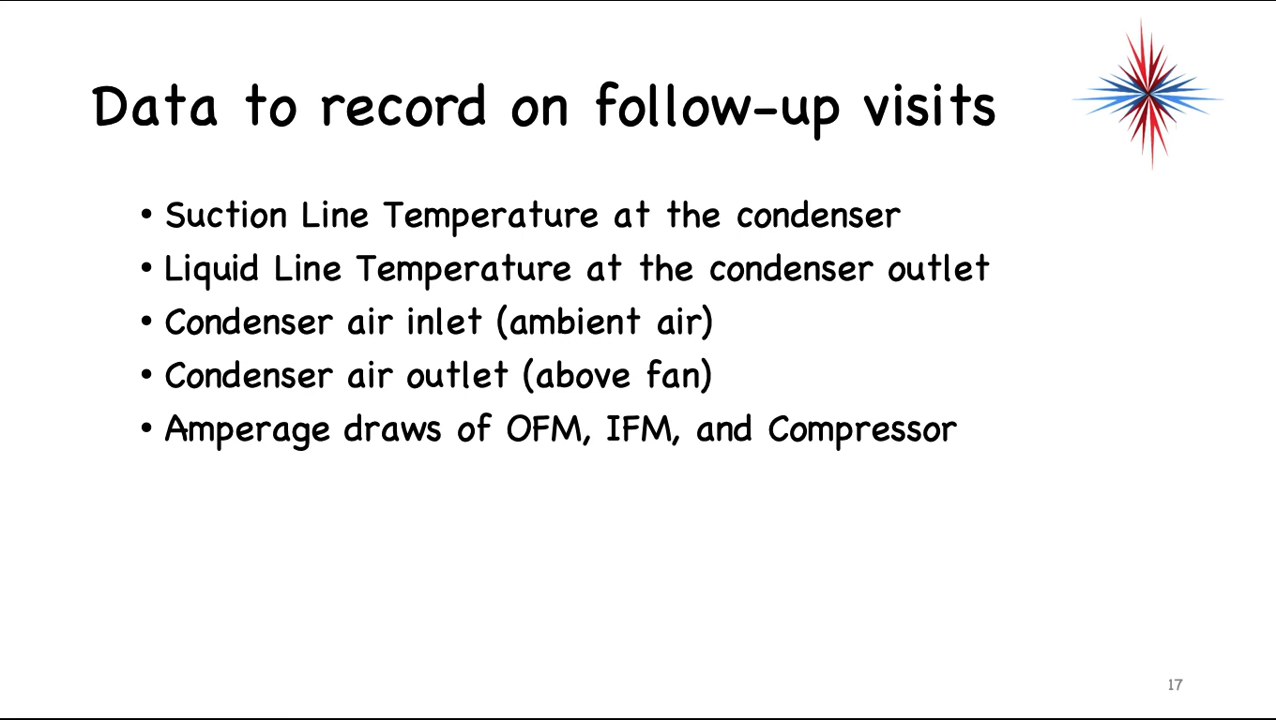 Data to record on follow-up visits
• Suction Line Temperature at the condenser
• Liquid Line Temperature at the condenser outlet
• Condenser air inlet (ambient air)
• Condenser air outlet (above fan)
• Amperage draws of OFM, IFM, and Compressor
17